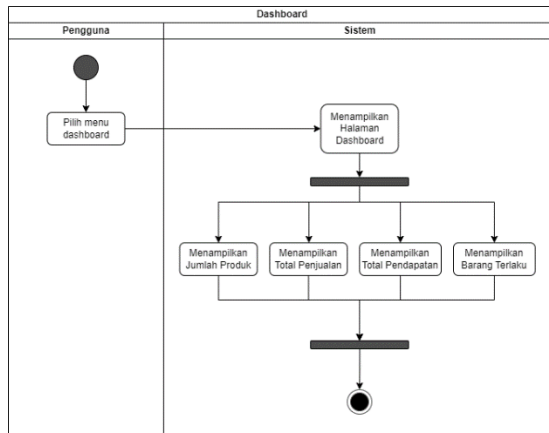 Dashboard
Pengguna
Sistem
Pilih menu
dashboard
Menampilkan
Halaman
Dashboard
Menampilkan
Jumlah Produk
Menampilkan
Total Penjualan
Menampilkan
Total Pendapatan
Menampilkan
Barang Terlaku